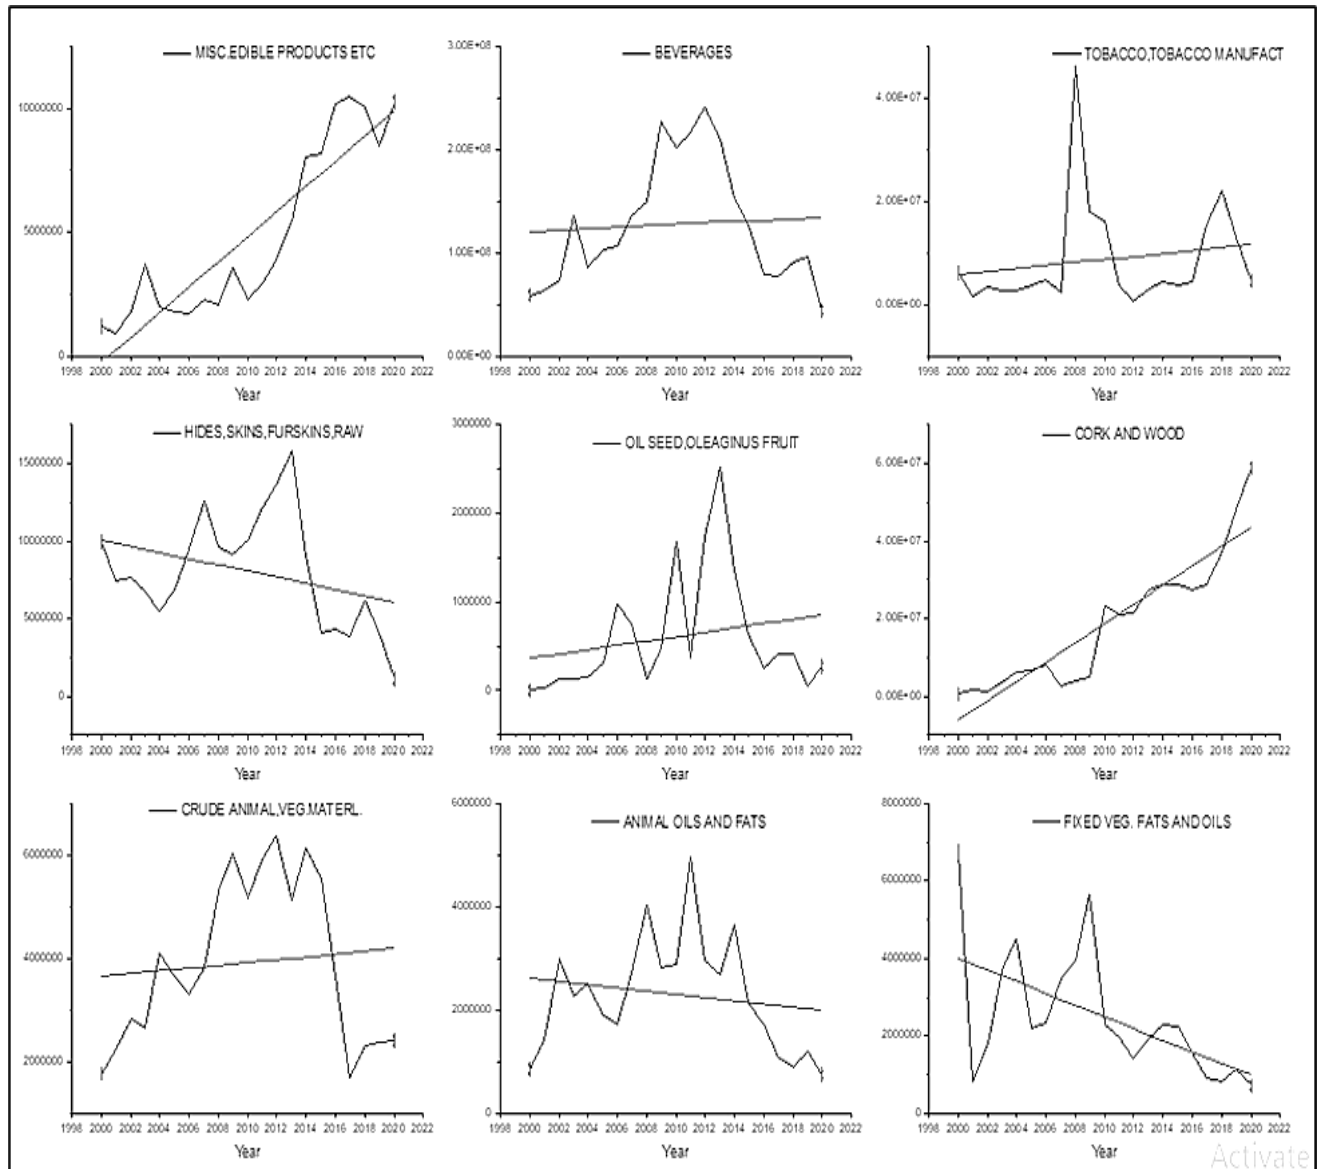 MISC.EDIBLE PRODUCTS ETC
10000000
5000000
0
1998 2000 2002 2004 2006 2008 2010 2012 2014 2016 2018 2020 2022
Year
BEVERAGES
3.00E+08
2.00E+08
1.00E+08
0.00E+00
1998 2000 2002 2004 2006 2008 2010 2012 2014 2016 2018 2020 2022
Year
TOBACCO,TOBACCO MANUFACT
4.00E+07
2.00E+07
0.00E+00
1998 2000 2002 2004 2006 2008 2010 2012 2014 2016 2018 2020 2022
Year
HIDES,SKINS,FURSKINS,RAW
15000000
10000000
5000000
0
1998 2000 2002 2004 2006 2008 2010 2012 2014 2016 2018 2020 2022
Year
OIL SEED,OLEAGINUS FRUIT
3000000
2000000
1000000
0
1998 2000 2002 2004 2006 2008 2010 2012 2014 2016 2018 2020 2022
Year
CORK AND WOOD
6.00E+07
4.00E+07
2.00E+07
0.00E+00
1998 2000 2002 2004 2006 2008 2010 2012 2014 2016 2018 2020 2022
Year
CRUDE ANIMAL,VEG.MATERL.
6000000
4000000
2000000
1998 2000 2002 2004 2006 2008 2010 2012 2014 2016 2018 2020 2022
Year
ANIMAL OILS AND FATS
6000000
4000000
2000000
0
1998 2000 2002 2004 2006 2008 2010 2012 2014 2016 2018 2020 2022
Year
FIXED VEG. FATS AND OILS
8000000
6000000
4000000
2000000
0
1998 2000 2002 2004 2006 2008 2010 2012 2014 2016 2018 2020 2022
Year
Activate